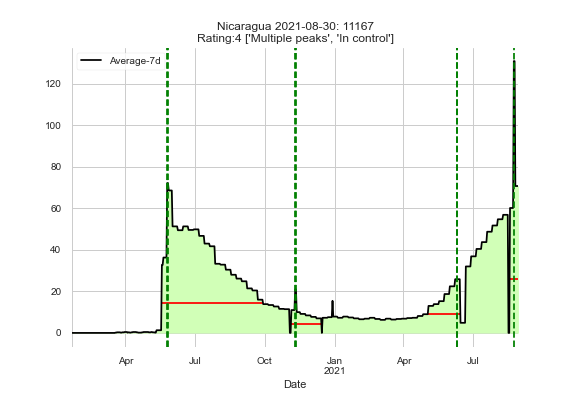 Nicaragua 2021-08-30: 11167
Rating:4 ['Multiple peaks', 'In control']
Average-7d
120
100
80
60
40
20
0
Apr Jul Oct Jan Apr Jul
2021
Date